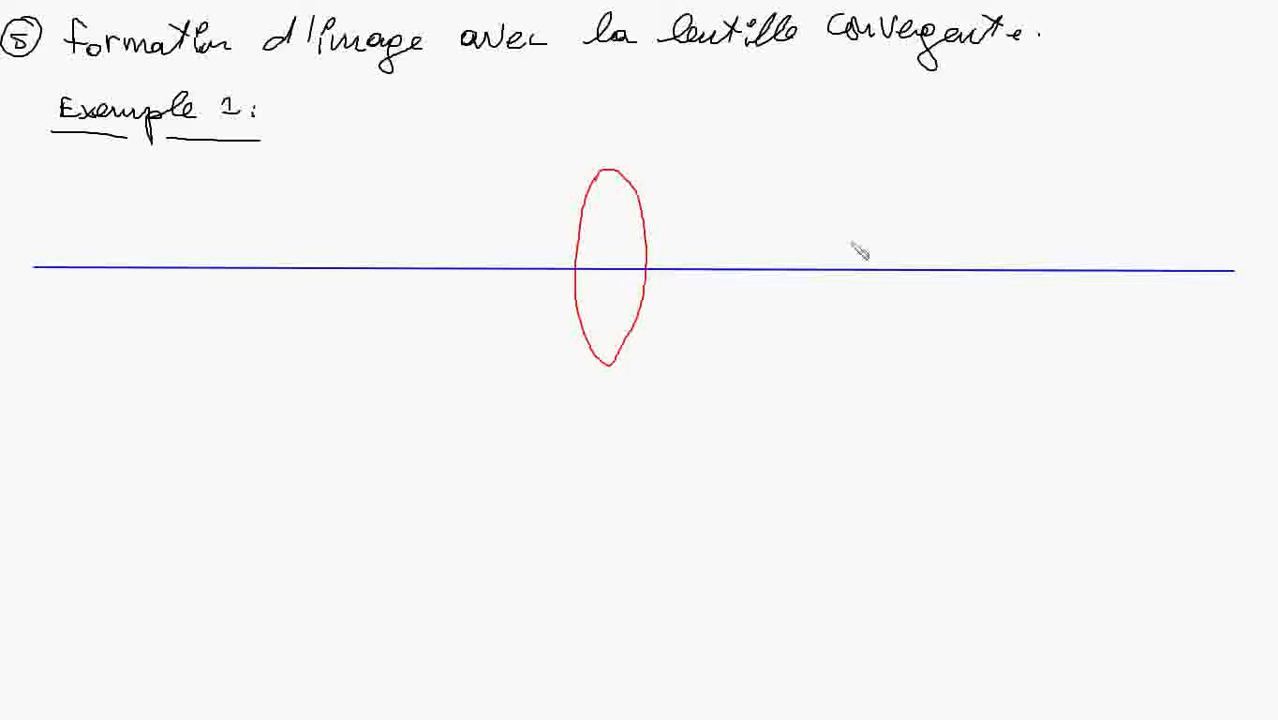 ⑤ formation d'image avec la lentille convergente.
Exemple 1: